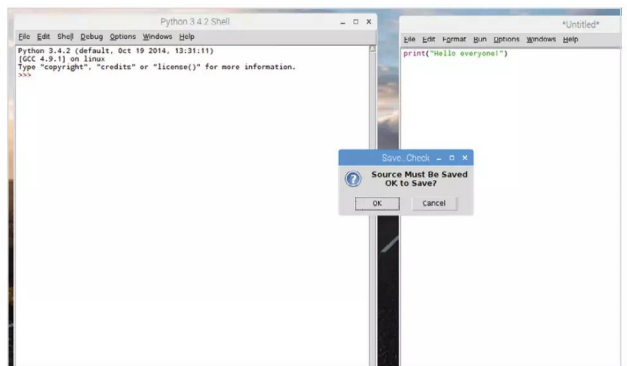 Python 3.4.2 Shell
File Edit Shell Debug Options Windows Help
Python 3.4.2 (default, Oct 19 2014, 13:31:11)
[GCC 4.9.1] on linux
Type "copyright", "credits" or "license()" for more information.
>>>
*Untitled*
File Edit Format Run Options Windows Help
print("Hello everyone!")
Save_Check
Source Must Be Saved
OK to Save?
OK Cancel